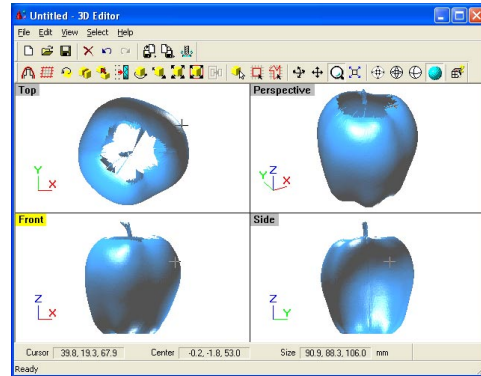 Untitled - 3D Editor
File Edit View Select Help
Top
Perspective
Y
X
Y
Z
X
Front
Side
Z
X
Z
Y
Cursor 39.8, 19.3, 67.9 Center -0.2, -1.8, 53.0 Size 90.9, 88.3, 106.0 mm
Ready